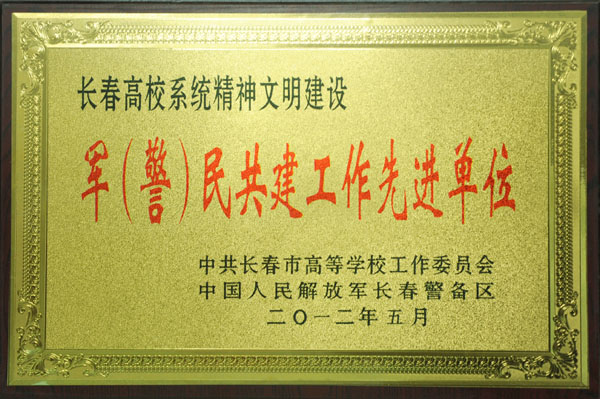 长春高校系统精神文明建设
军(警)民共建工作先进单位
中共长春市高等学校工作委员会
中国人民解放军长春警备区
二〇一二年五月